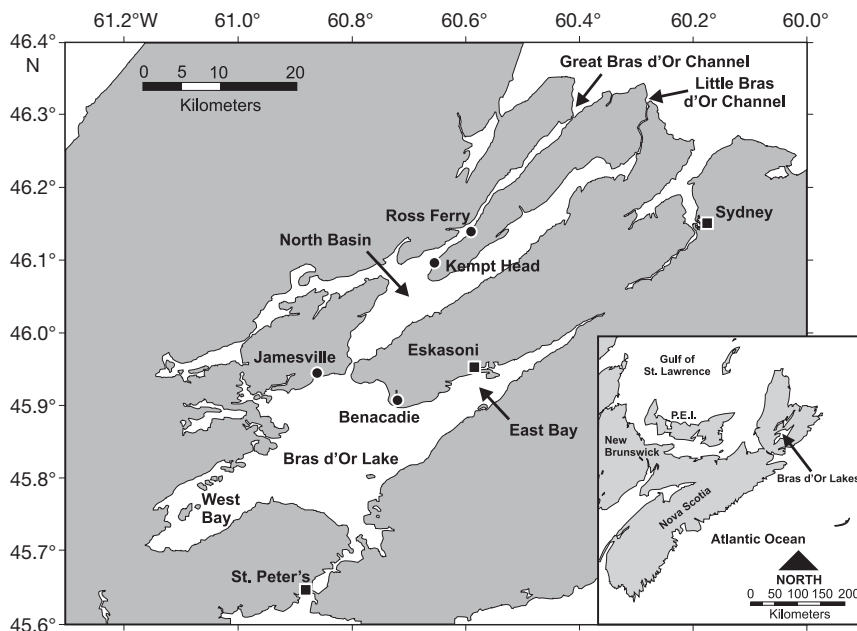 61.2°W 61.0° 60.8° 60.6° 60.4° 60.2° 60.0°
46.4°
N
46.3°
46.2°
46.1°
46.0°
45.9°
45.8°
45.7°
45.6°
0 5 10 20
Kilometers
Great Bras d'Or Channel
Little Bras
d'Or Channel
Ross Ferry
Sydney
North Basin
Kempt Head
Jamesville
Eskasoni
Benacadie
East Bay
Bras d'Or Lake
West
Bay
St. Peter's
Gulf of
St. Lawrence
P.E.I.
New
Brunswick
Bras d'Or Lakes
Nova Scotia
Atlantic Ocean
NORTH
0 50 100 150 200
Kilometers